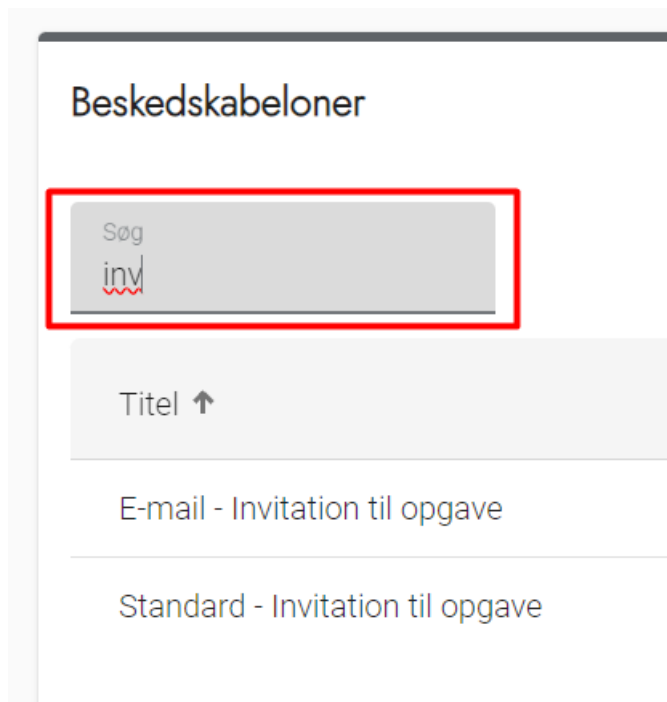 Beskedskabeloner
Søg
inv
Titel ↑
E-mail - Invitation til opgave
Standard - Invitation til opgave